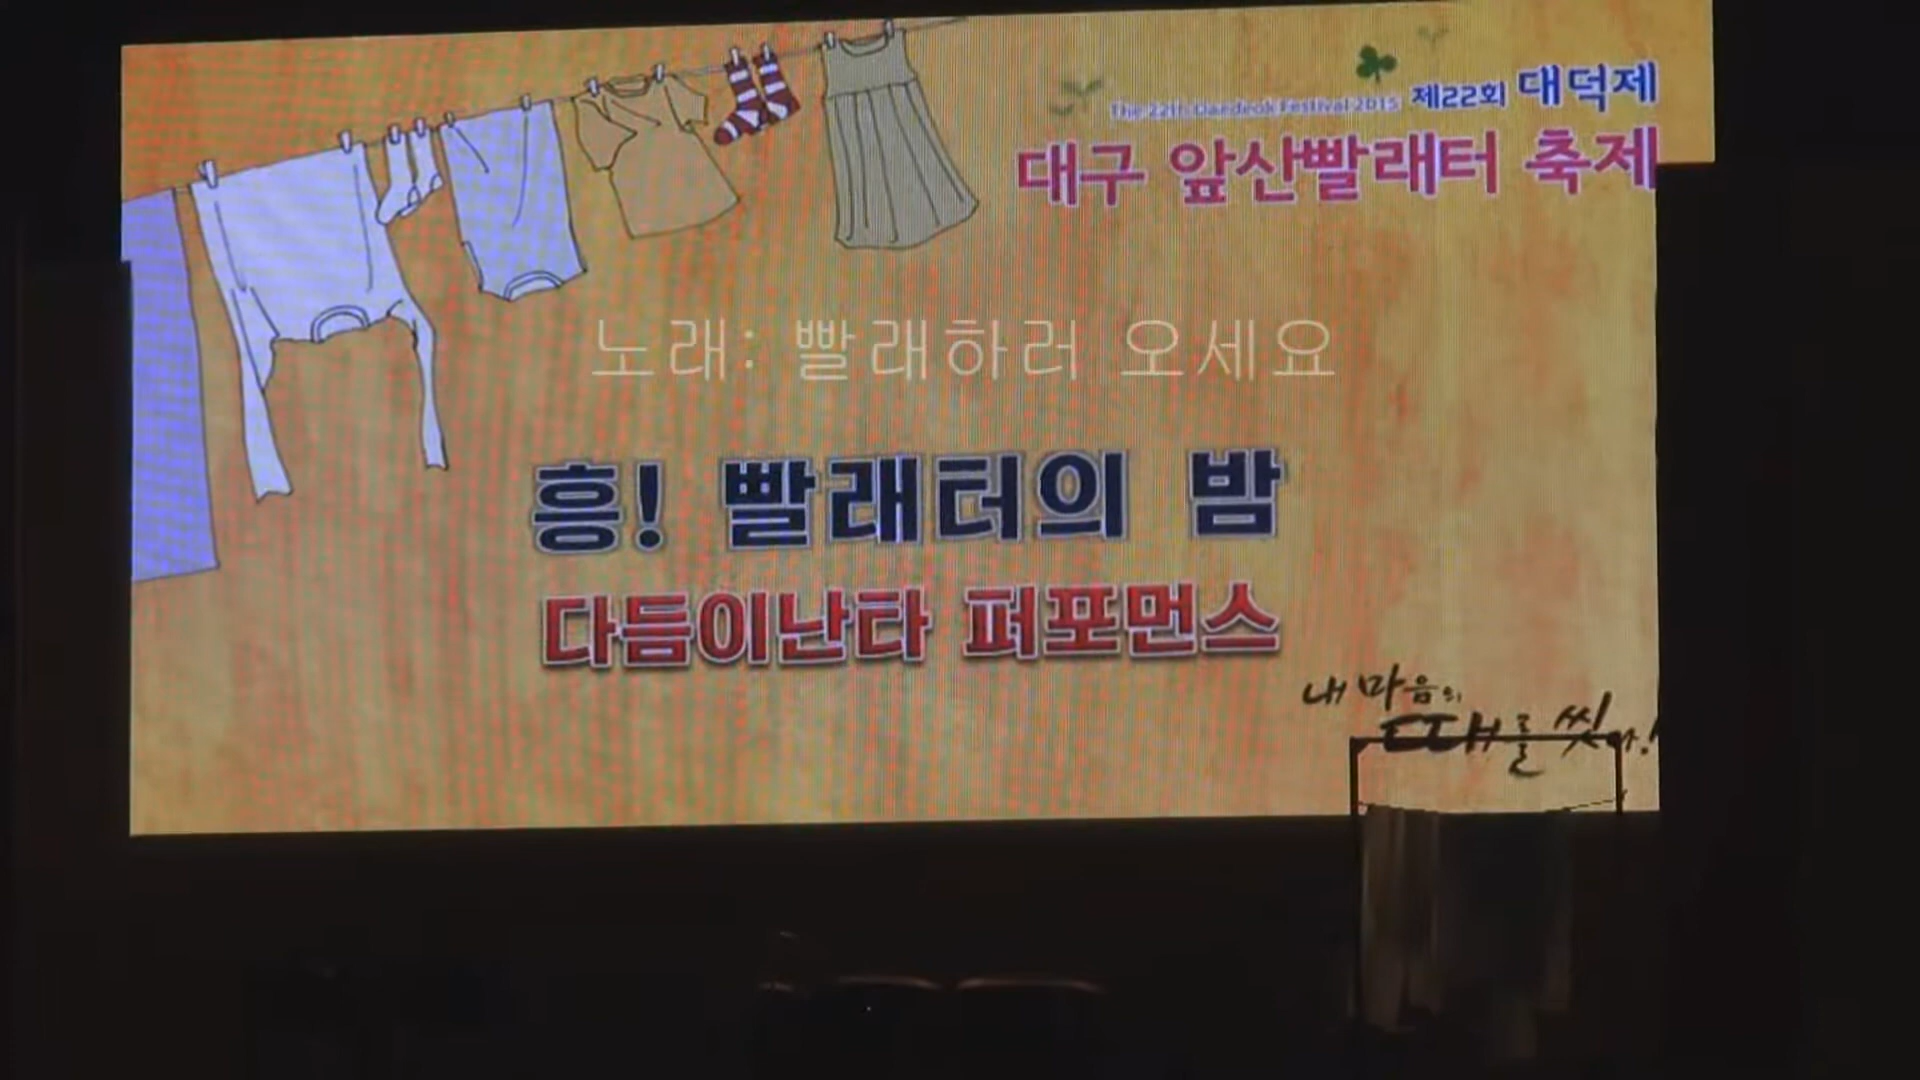 The 22th Daedeok Festival 2015 제22회 대덕제
대구 앞산빨래터 축제
노래: 빨래하러 오세요
흥! 빨래터의 밤
다듬이난타 퍼포먼스
내 마음의
때를 씻자!